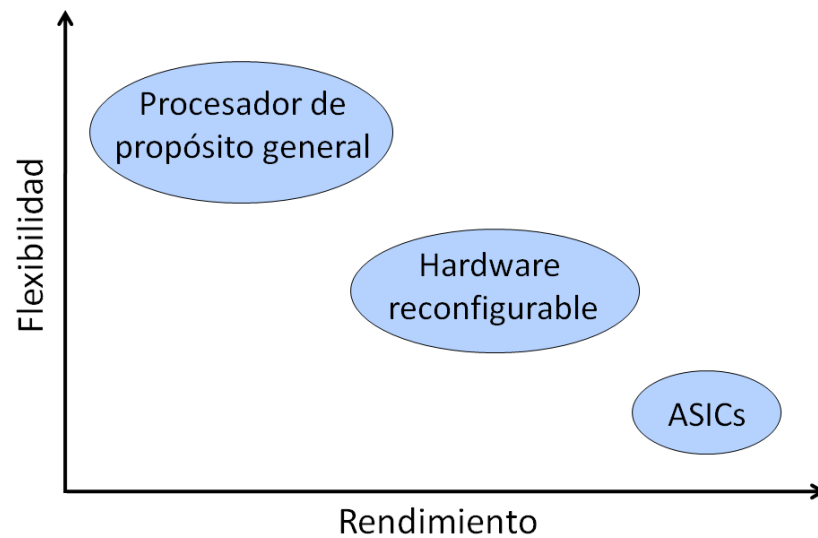 Flexibilidad
Procesador de
propósito general
Hardware
reconfigurable
ASICs
Rendimiento